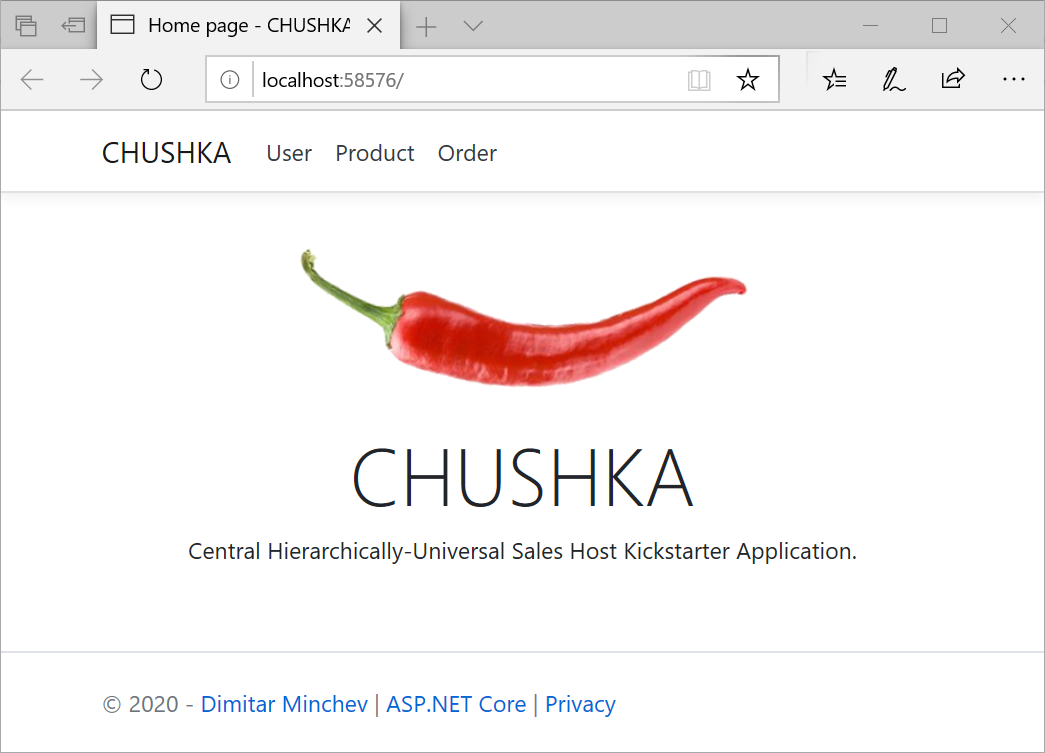 Home page - CHUSHKA
localhost:58576/
CHUSHKA User Product Order
CHUSHKA
Central Hierarchically-Universal Sales Host Kickstarter Application.
© 2020 - Dimitar Minchev | ASP.NET Core | Privacy